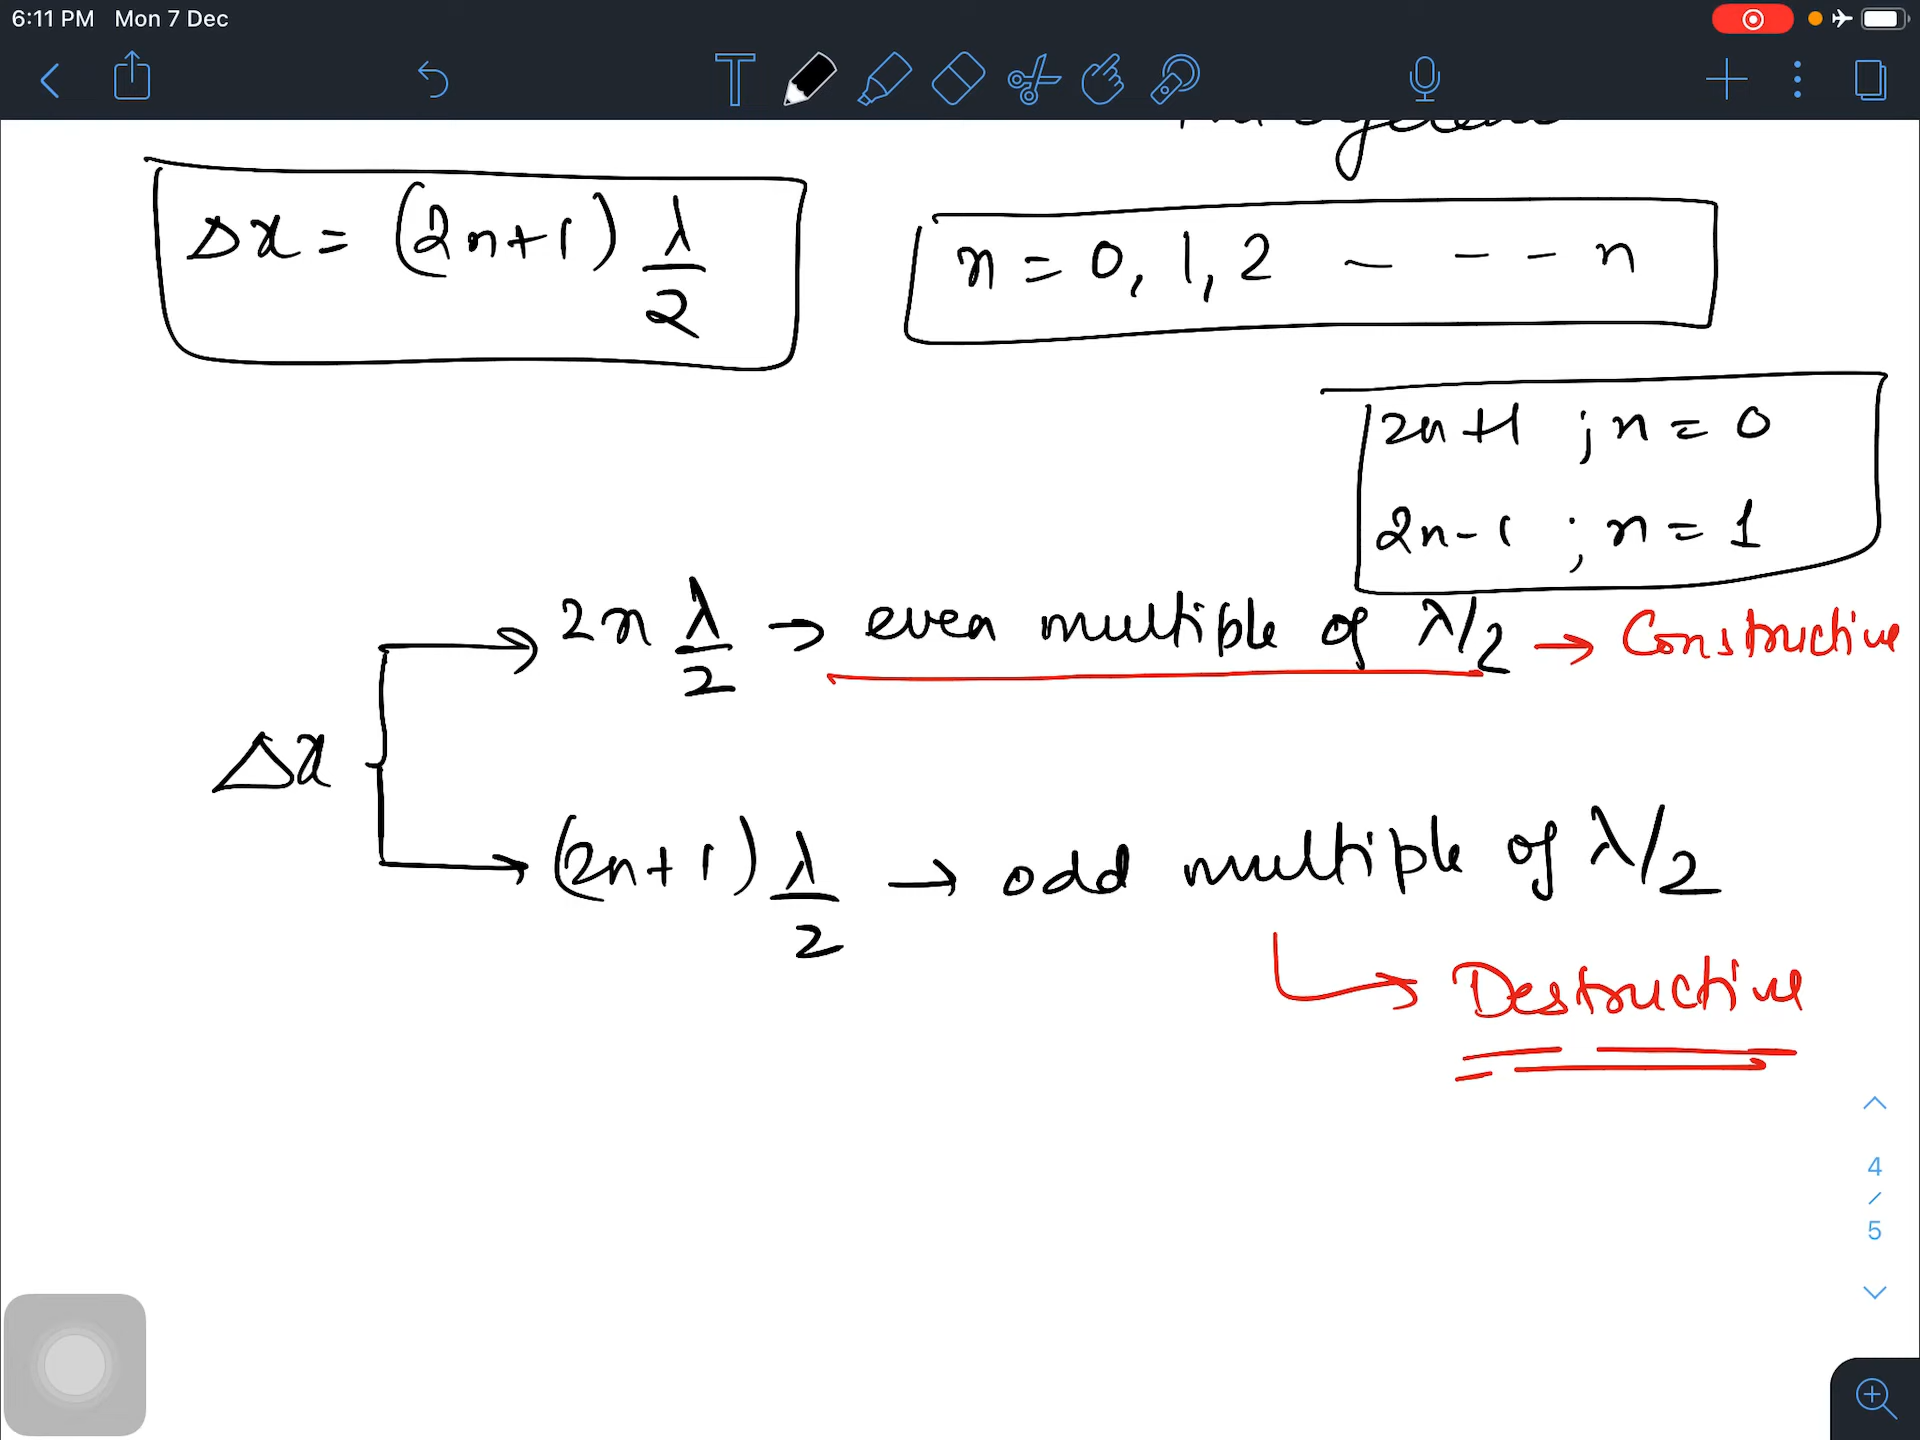 6:11 PM Mon 7 Dec
Δx = (2n+1) λ/2
n = 0, 1, 2 - - - - n
2n+1 ; n = 0
2n-1 ; n = 1
2n λ/2 → even multiple of λ/2 → Constructive
Δx
(2n+1) λ/2 → odd multiple of λ/2
→ Destructive
4
/
5